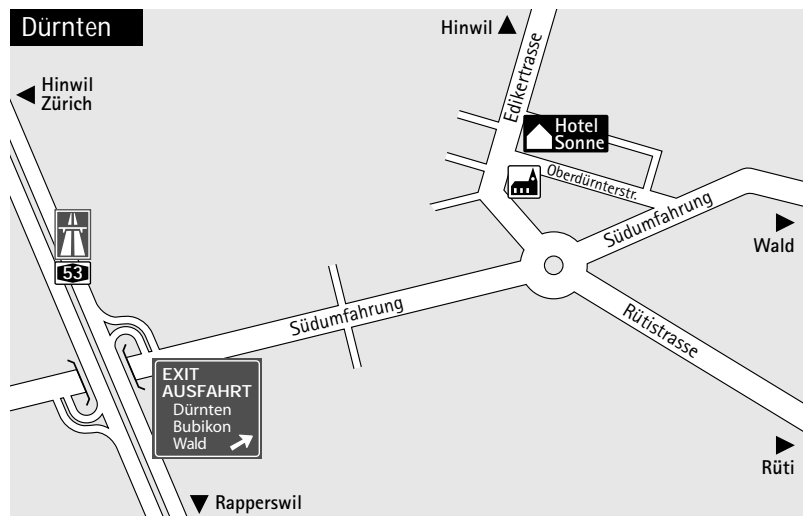 Dürnten
Hinwil
Hinwil
Zürich
Edikertrasse
Hotel
Sonne
Oberdürnterstr.
Südumfahrung
Wald
53
Südumfahrung
Rütistrasse
EXIT
AUSFAHRT
Dürnten
Bubikon
Wald
Rüti
Rapperswil